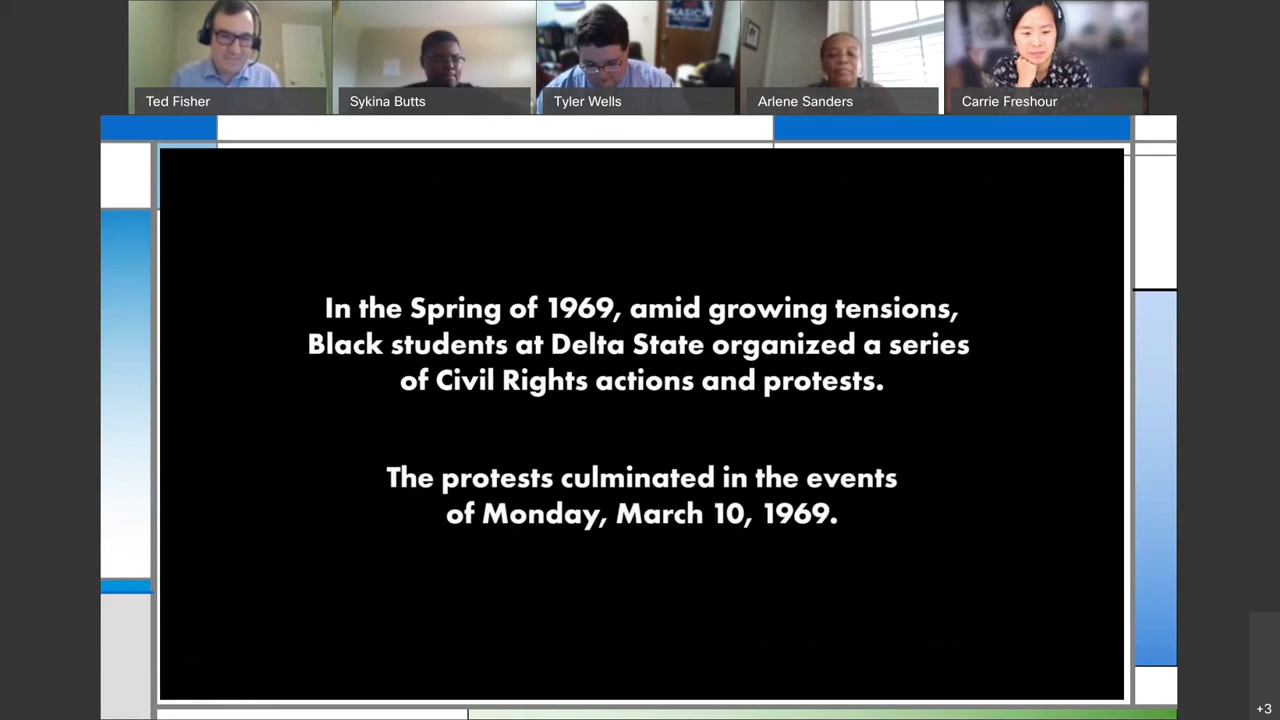 Ted Fisher
Sykina Butts
Tyler Wells
Arlene Sanders
Carrie Freshour
In the Spring of 1969, amid growing tensions,
Black students at Delta State organized a series
of Civil Rights actions and protests.
The protests culminated in the events
of Monday, March 10, 1969.
+3